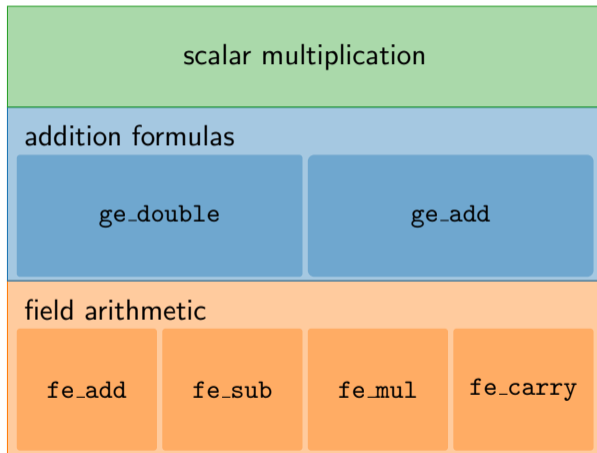 scalar multiplication
addition formulas
ge_double
ge_add
field arithmetic
fe_add
fe_sub
fe_mul
fe_carry